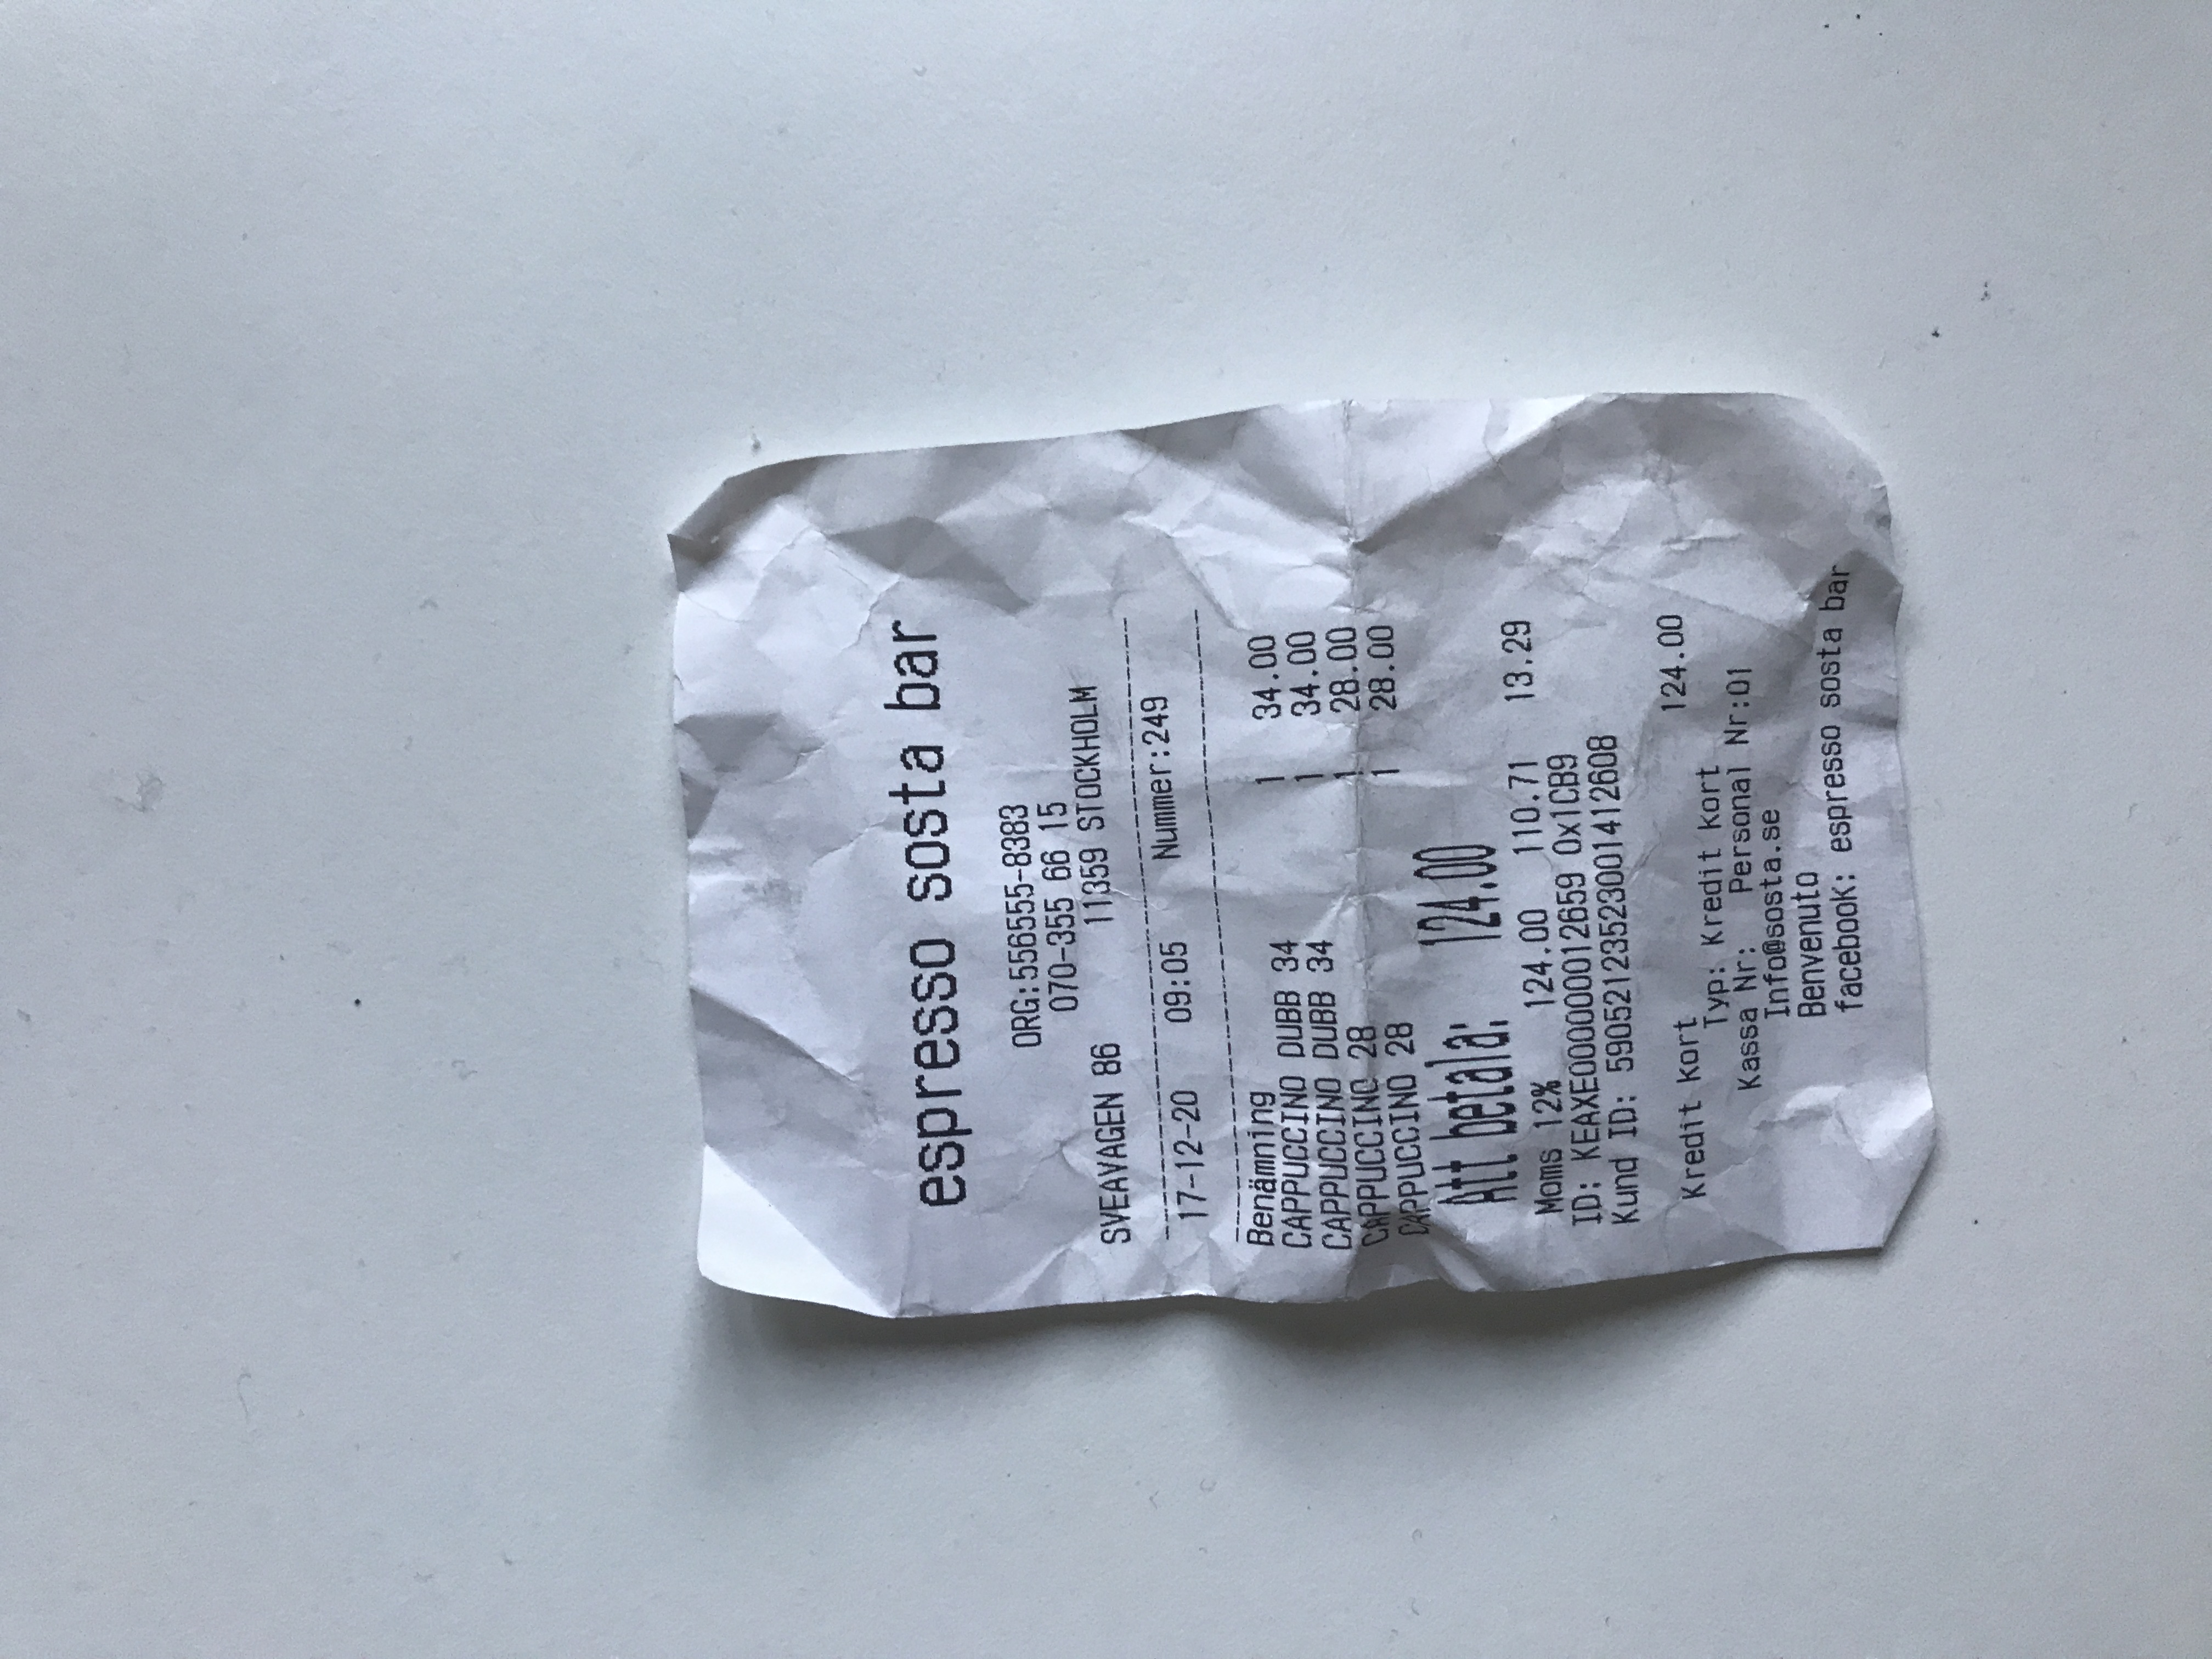 espresso sosta bar
ORG:556555-8383
070-355 66 15
SVEAVAGEN 86 11359 STOCKHOLM
17-12-20 09:05 Nummer:249
Benämning
CAPPUCCINO DUBB 34 1 34.00
CAPPUCCINO DUBB 34 1 34.00
CAPPUCCINO 28 1 28.00
CAPPUCCINO 28 1 28.00
Att betala: 124.00
Moms 12% 124.00 110.71 13.29
ID: KEAXE000000012659 0x1CB9
Kund ID: 59052123523001412608
Kredit kort 124.00
Typ: Kredit kort
Kassa Nr: Personal Nr:01
Info@sosta.se
Benvenuto
facebook: espresso sosta bar